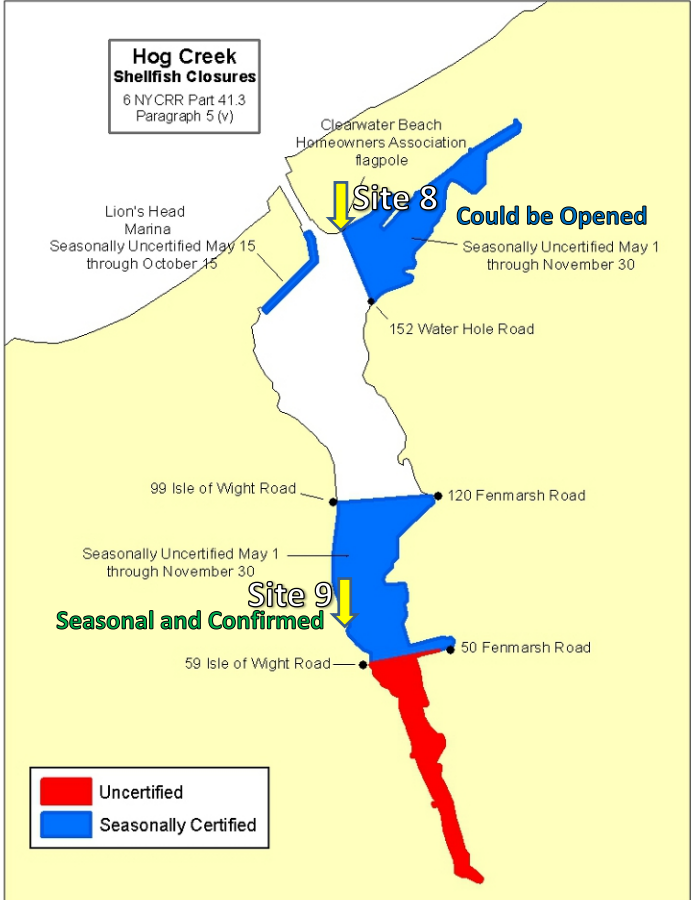 Hog Creek
Shellfish Closures
6 NYCRR Part 41.3
Paragraph 5 (v)
Clearwater Beach
Homeowners Association
flagpole
Site 8
Could be Opened
Lion's Head
Marina
Seasonally Uncertified May 15
through October 15
Seasonally Uncertified May 1
through November 30
152 Water Hole Road
99 Isle of Wight Road
120 Fenmarsh Road
Seasonally Uncertified May 1
through November 30
Site 9
Seasonal and Confirmed
50 Fenmarsh Road
59 Isle of Wight Road
Uncertified
Seasonally Certified